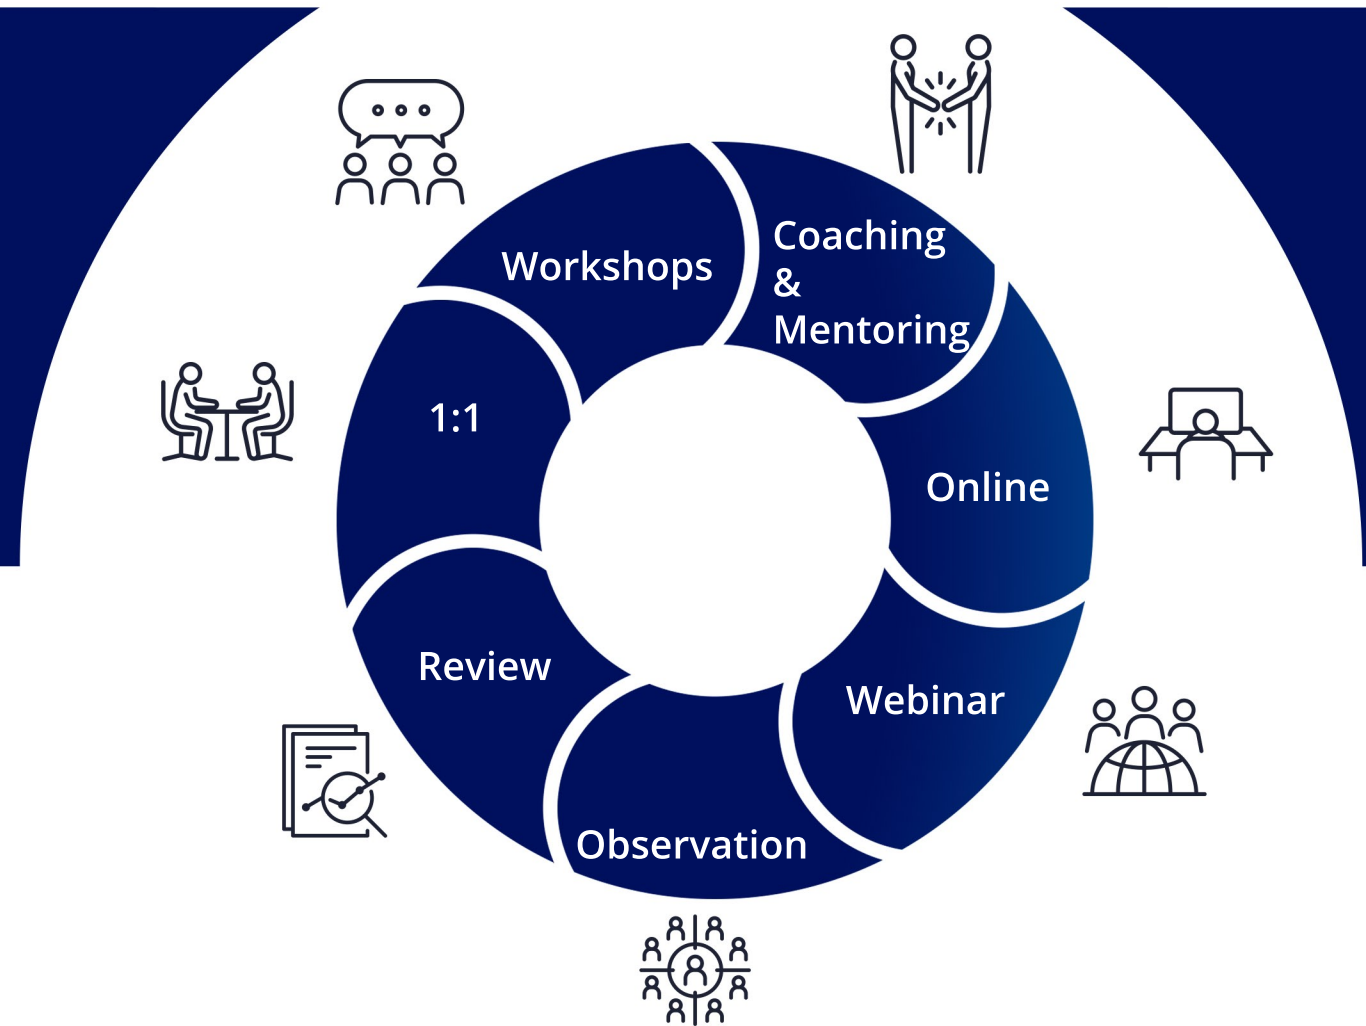 Workshops
Coaching
&
Mentoring
1:1
Online
Review
Webinar
Observation